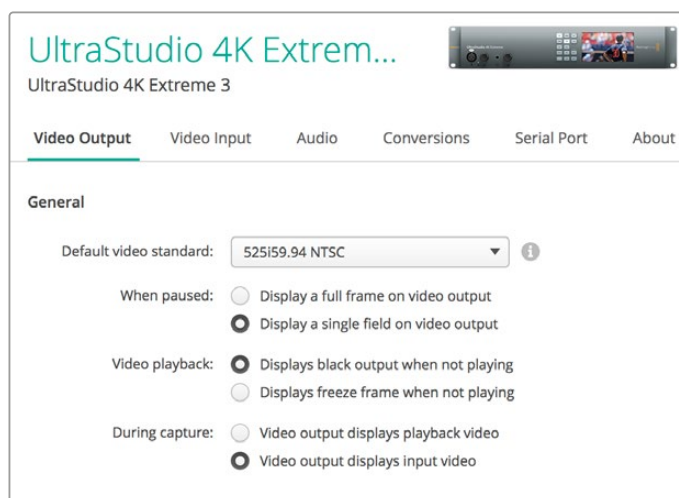 UltraStudio 4K Extrem...
UltraStudio 4K Extreme 3
Video Output Video Input Audio Conversions Serial Port About
General
Default video standard: 525i59.94 NTSC
When paused: Display a full frame on video output
Display a single field on video output
Video playback: Displays black output when not playing
Displays freeze frame when not playing
During capture: Video output displays playback video
Video output displays input video